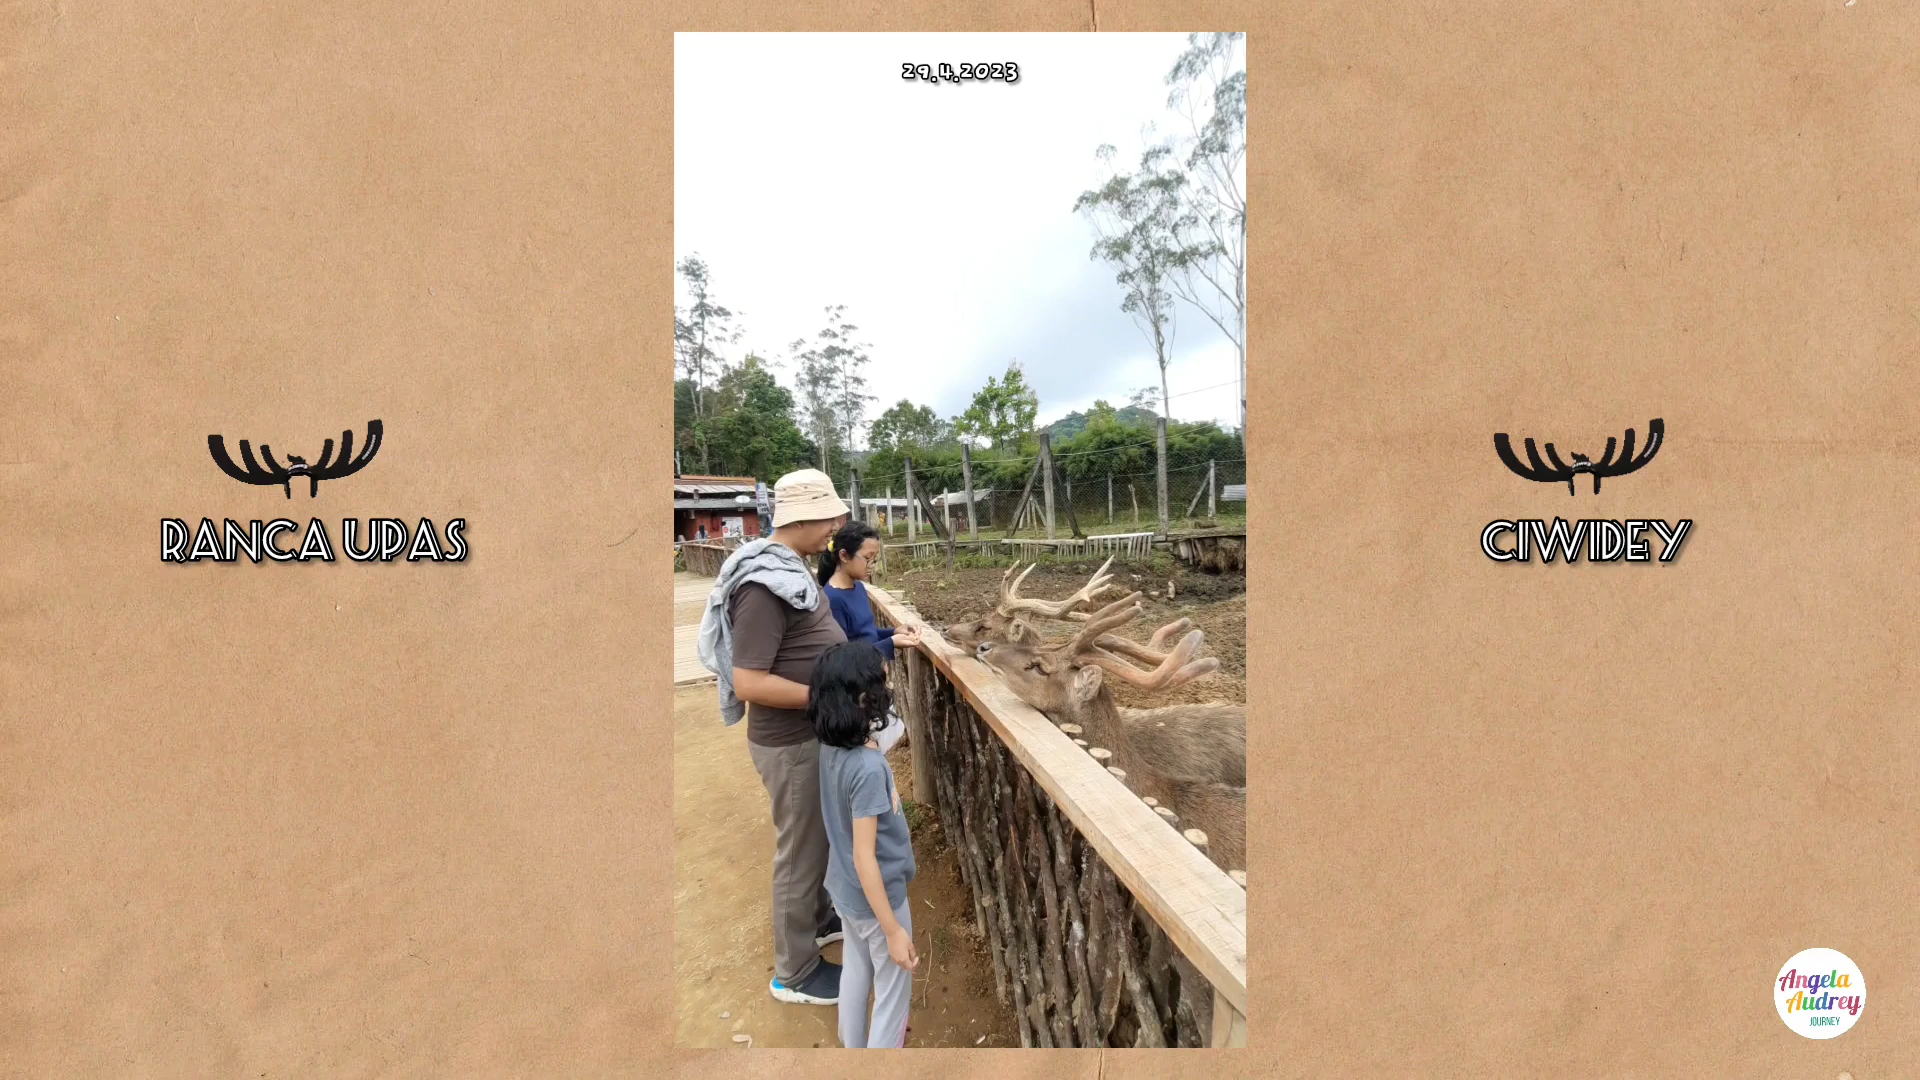 29.4.2023
RANCA UPAS
CIWIDEY
Angela
Audrey
JOURNEY